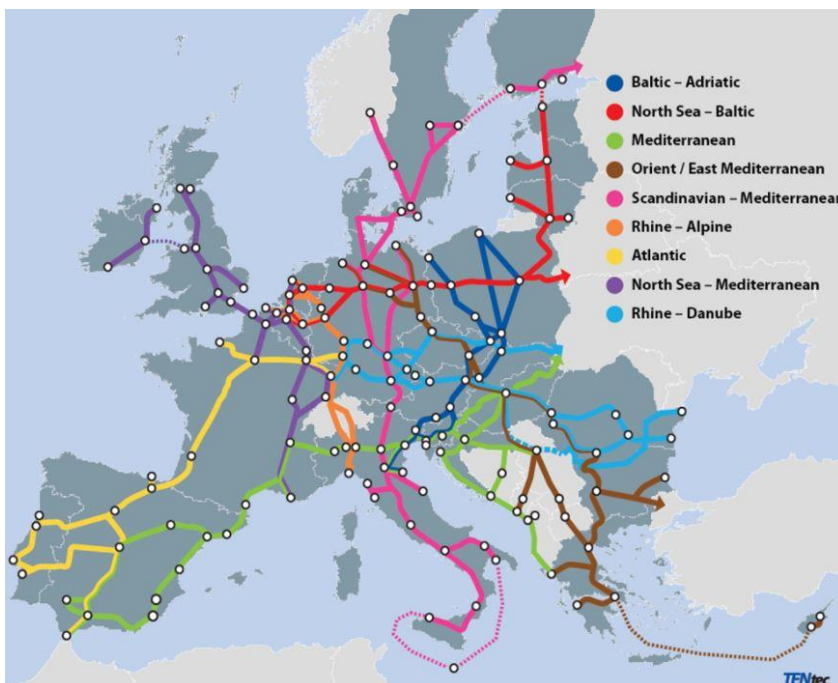 Baltic – Adriatic
North Sea – Baltic
Mediterranean
Orient / East Mediterranean
Scandinavian – Mediterranean
Rhine – Alpine
Atlantic
North Sea – Mediterranean
Rhine – Danube
TENtec